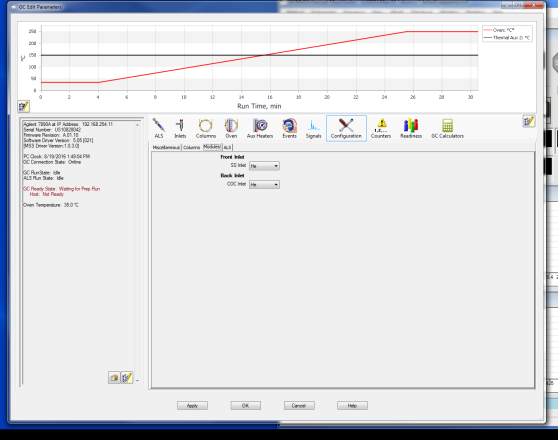 GC Edit Parameters
250
200
150
100
50
0
°C
0 2 4 6 8 10 12 14 16 18 20 22 24 26 28 30
Run Time, min
Oven: °C*
Thermal Aux 2: °C
Agilent 7890A at IP Address: 192.168.254.11
Serial Number: US10820042
Firmware Revision: A.01.10
Software Driver Version: 5.05 [021]
[MSS Driver Version:1.0.3.0]
PC Clock: 8/19/2016 1:49:04 PM
GC Connection State: Online
GC RunState: Idle
ALS Run State: Idle
GC Ready State: Waiting for Prep Run
Host: Not Ready
Oven Temperature: 35.0 °C
ALS
Inlets
Columns
Oven
Aux Heaters
Events
Signals
Configuration
1,2,...
Counters
Readiness
GC Calculators
Miscellaneous Columns Modules ALS
Front Inlet
SS Inlet He
Back Inlet
COC Inlet He
Apply OK Cancel Help